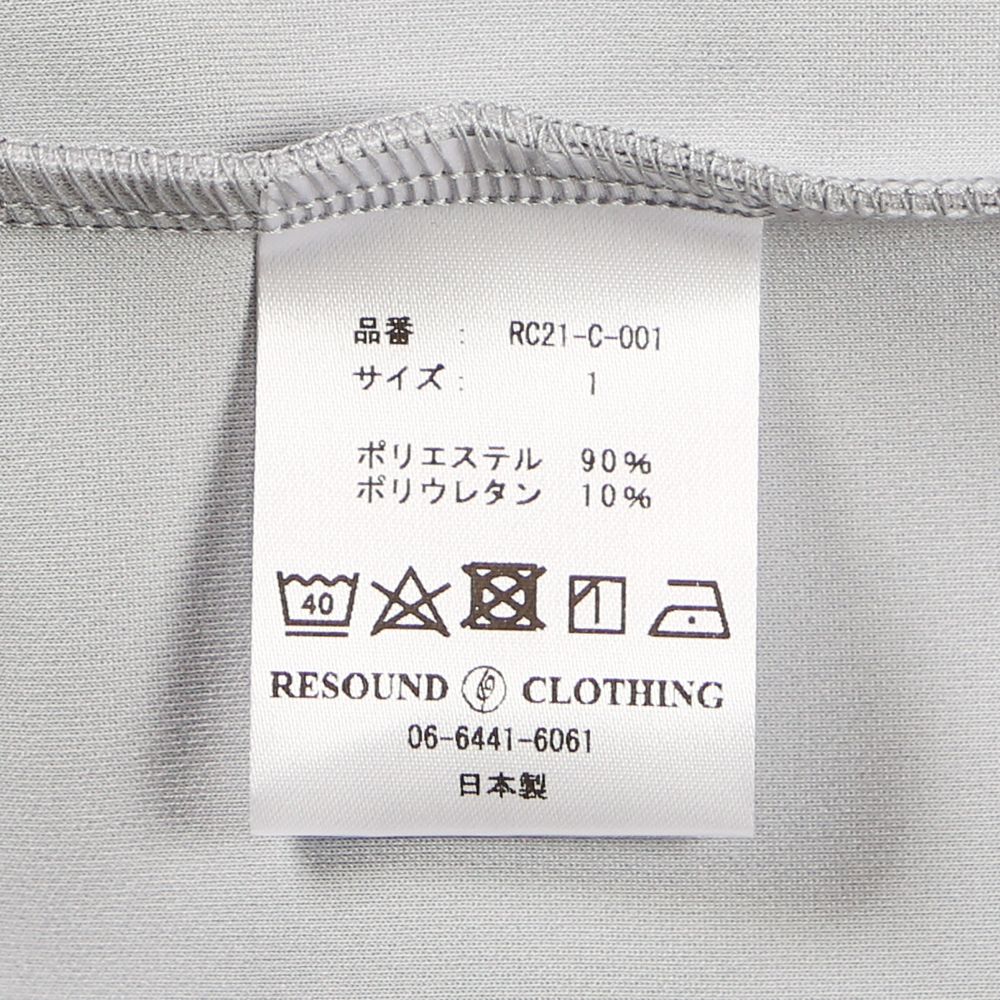 品番 : RC21-C-001
サイズ : 1
ポリエステル 90%
ポリウレタン 10%
40
RESOUND CLOTHING
06-6441-6061
日本製